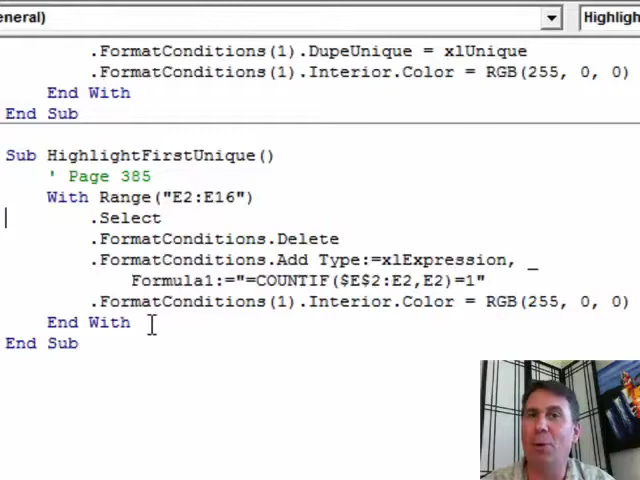 eneral)
Highligh
.FormatConditions(1).DupeUnique = xlUnique
.FormatConditions(1).Interior.Color = RGB(255, 0, 0)
End With
End Sub
Sub HighlightFirstUnique()
' Page 385
With Range("E2:E16")
.Select
.FormatConditions.Delete
.FormatConditions.Add Type:=xlExpression, _
Formula1:="=COUNTIF($E$2:E2,E2)=1"
.FormatConditions(1).Interior.Color = RGB(255, 0, 0)
End With
End Sub